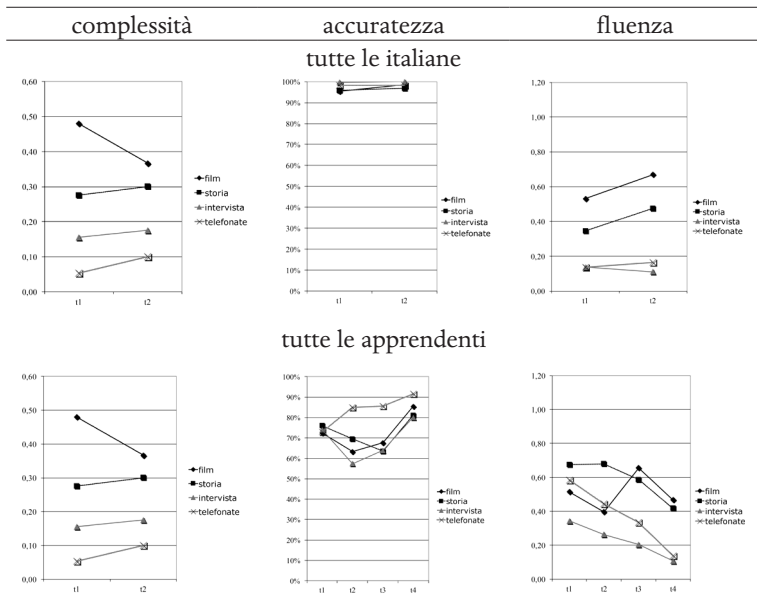 complessità accuratezza fluenza
tutte le italiane
0,60
0,50
0,40
0,30
0,20
0,10
0,00
t1 t2
film
storia
intervista
telefonate
100%
90%
80%
70%
60%
50%
40%
30%
20%
10%
0%
t1 t2
film
storia
intervista
telefonate
1,20
1,00
0,80
0,60
0,40
0,20
0,00
t1 t2
film
storia
intervista
telefonate
tutte le apprendenti
0,60
0,50
0,40
0,30
0,20
0,10
0,00
t1 t2
film
storia
intervista
telefonate
100%
90%
80%
70%
60%
50%
40%
30%
20%
10%
0%
t1 t2 t3 t4
film
storia
intervista
telefonate
1,20
1,00
0,80
0,60
0,40
0,20
0,00
t1 t2 t3 t4
film
storia
intervista
telefonate